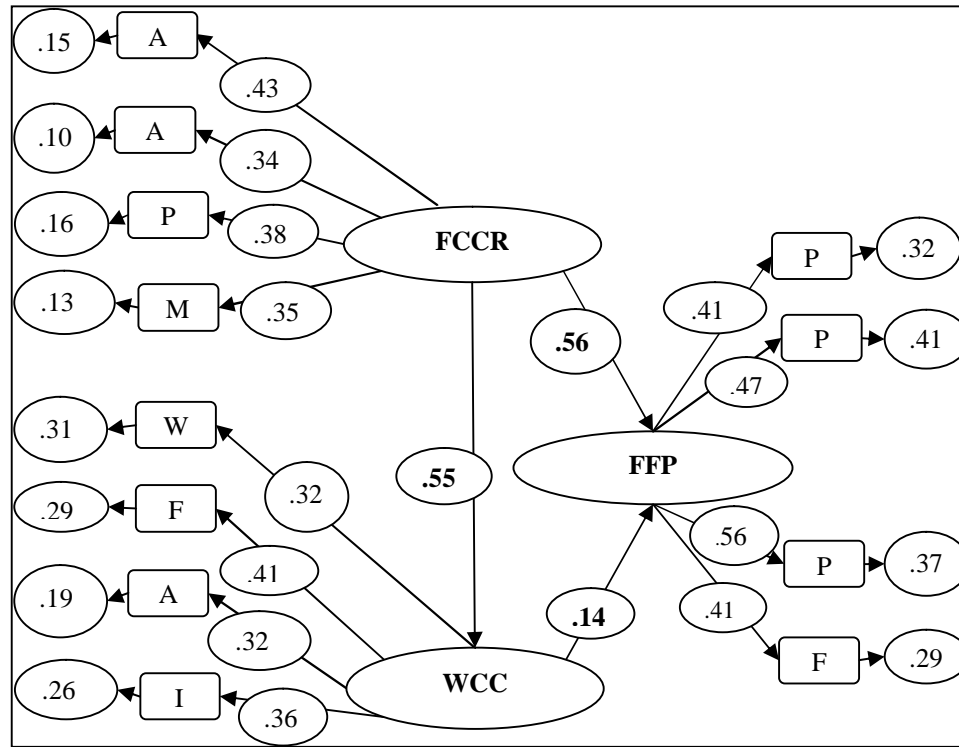 .15
A
.43
.10
A
.34
.16
P
.38
FCCR
.13
M
.35
P
.32
.41
.56
P
.41
.47
.31
W
.32
.55
FFP
.29
F
.41
.56
P
.37
.19
A
.32
.14
.41
F
.29
.26
I
.36
WCC